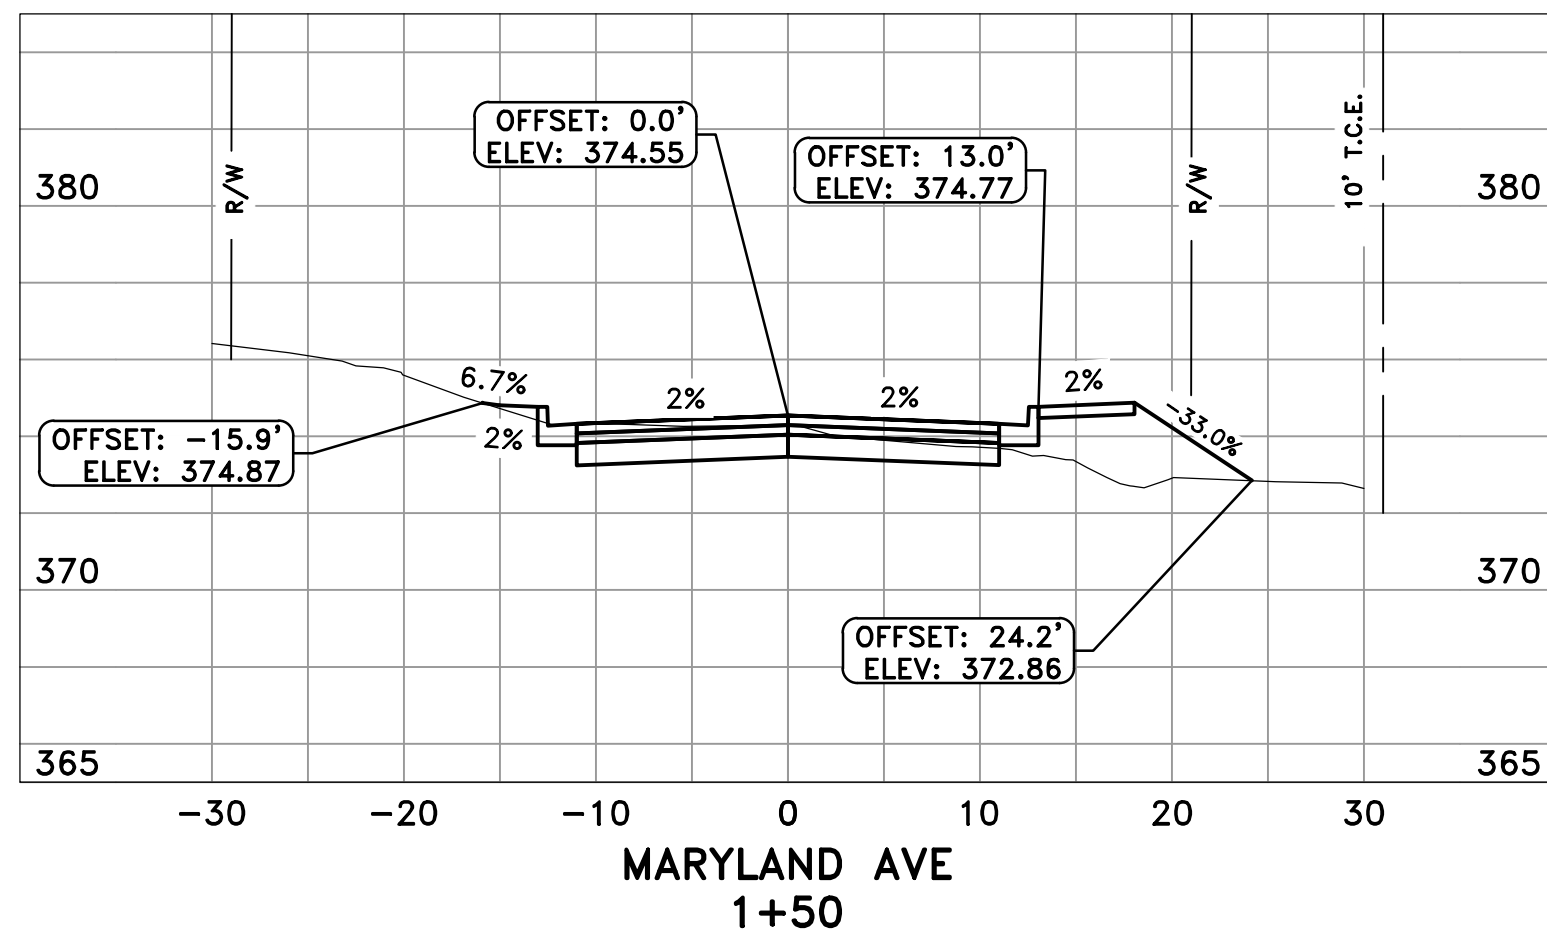 OFFSET: 0.0'
ELEV: 374.55
OFFSET: 13.0'
ELEV: 374.77
R/W
R/W
10' T.C.E.
380
380
6.7%
2%
2%
2%
-33.0%
OFFSET: -15.9'
ELEV: 374.87
2%
370
370
OFFSET: 24.2'
ELEV: 372.86
365
365
-30
-20
-10
0
10
20
30
MARYLAND AVE
1+50